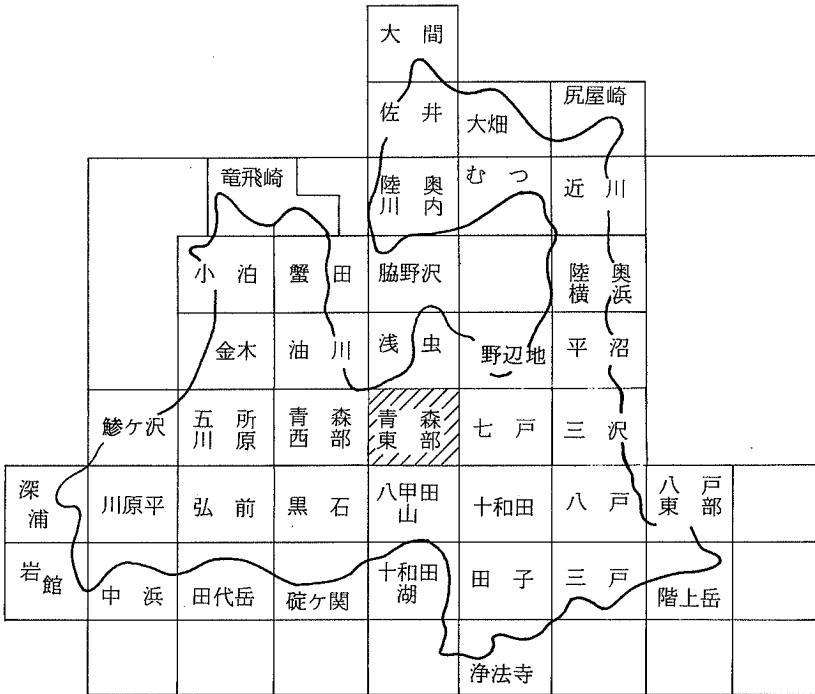 大間
佐井
大畑
尻屋崎
竜飛崎
陸奥
川内
むつ
近川
小泊
蟹田
脇野沢
陸奥
横浜
金木
油川
浅虫
野辺地
平沼
鰺ケ沢
五所
川原
青森
西部
青森
東部
七戸
三沢
深浦
川原平
弘前
黒石
八甲田
山
十和田
八戸
八戸
東部
岩館
中浜
田代岳
碇ケ関
十和田
湖
田子
三戸
階上岳
浄法寺